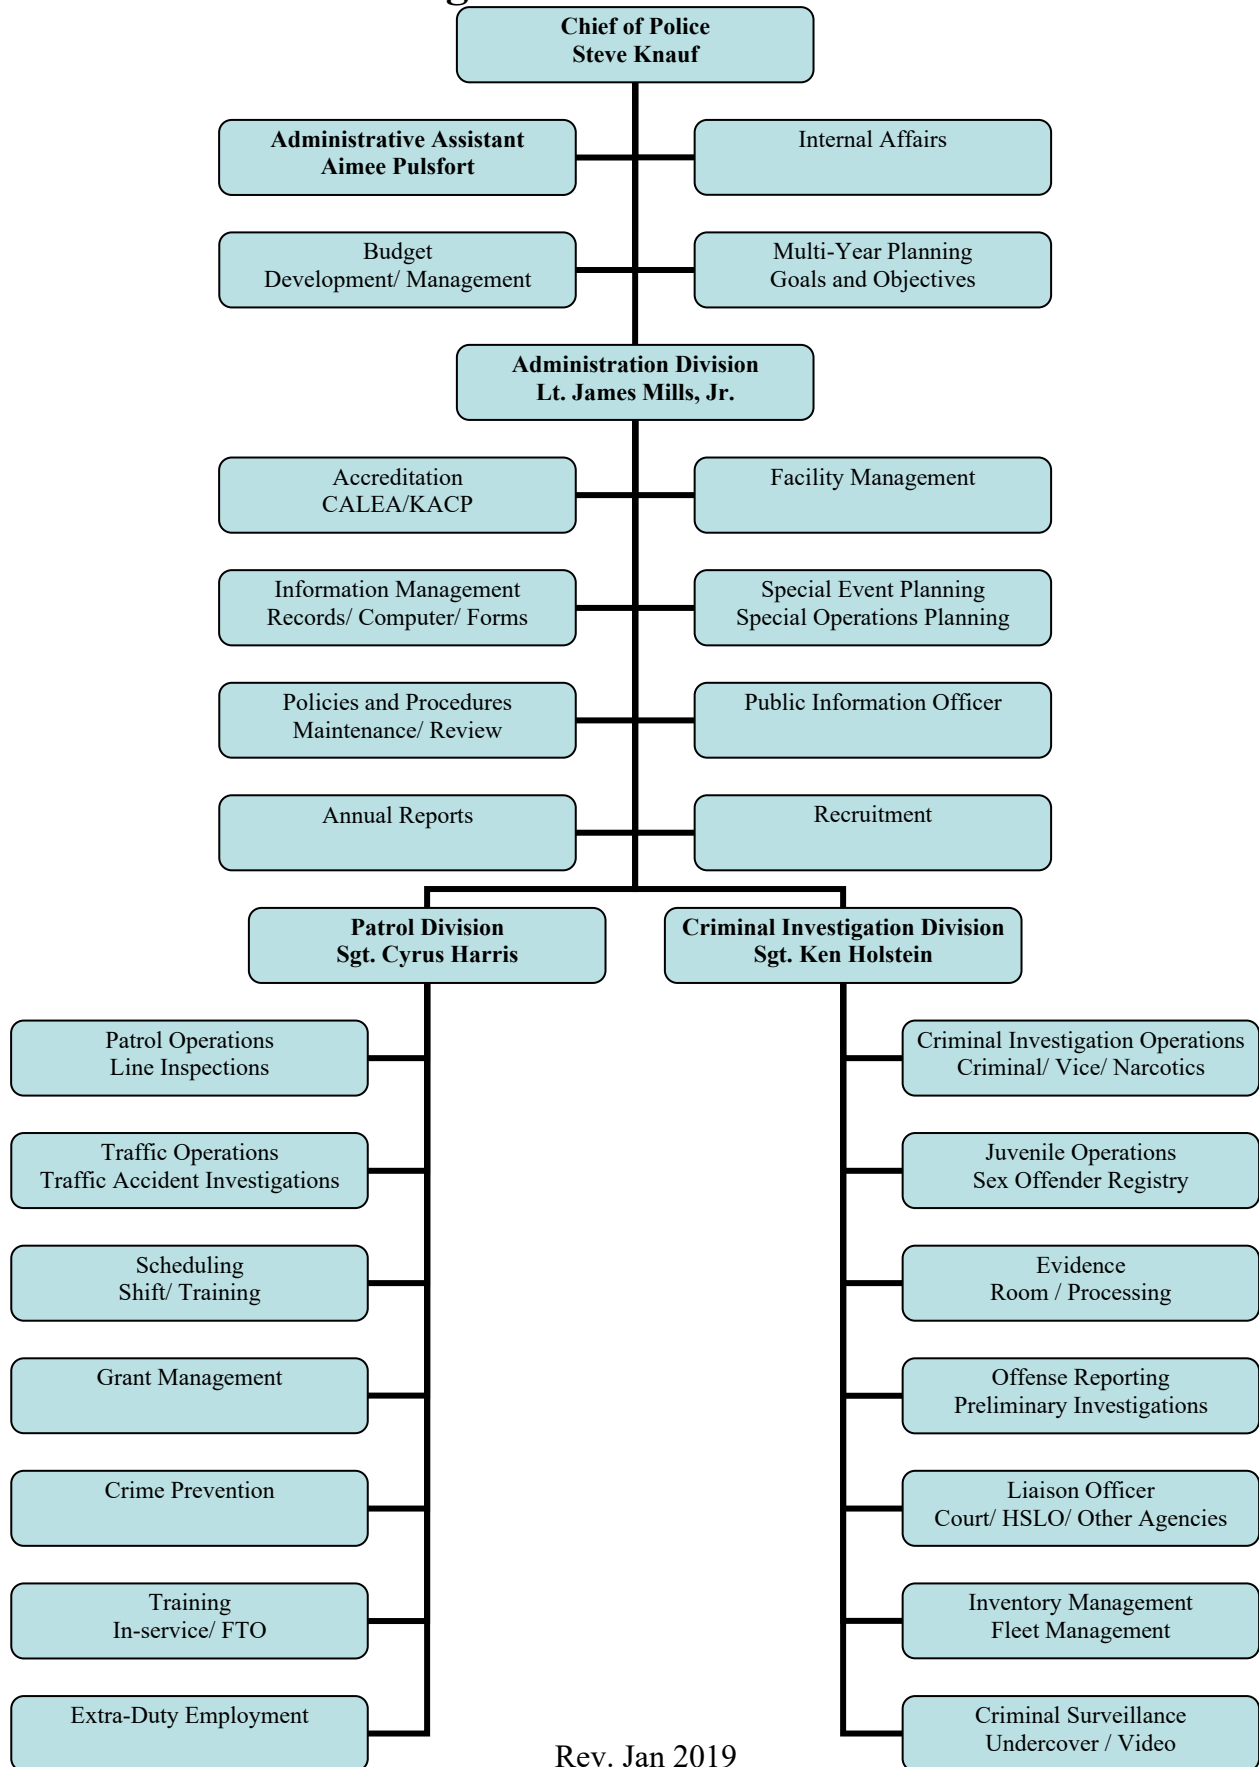 Chief of Police
Steve Knauf
Administrative Assistant
Aimee Pulsfort
Internal Affairs
Budget
Development/ Management
Multi-Year Planning
Goals and Objectives
Administration Division
Lt. James Mills, Jr.
Accreditation
CALEA/KACP
Facility Management
Information Management
Records/ Computer/ Forms
Special Event Planning
Special Operations Planning
Policies and Procedures
Maintenance/ Review
Public Information Officer
Annual Reports
Recruitment
Patrol Division
Sgt. Cyrus Harris
Criminal Investigation Division
Sgt. Ken Holstein
Patrol Operations
Line Inspections
Criminal Investigation Operations
Criminal/ Vice/ Narcotics
Traffic Operations
Traffic Accident Investigations
Juvenile Operations
Sex Offender Registry
Scheduling
Shift/ Training
Evidence
Room / Processing
Grant Management
Offense Reporting
Preliminary Investigations
Crime Prevention
Liaison Officer
Court/ HSLO/ Other Agencies
Training
In-service/ FTO
Inventory Management
Fleet Management
Extra-Duty Employment
Criminal Surveillance
Undercover / Video
Rev. Jan 2019